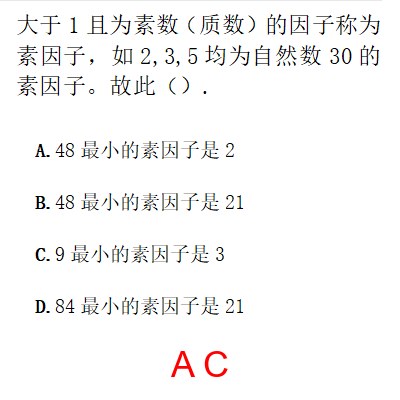 大于 1 且为素数（质数）的因子称为
素因子，如 2,3,5 均为自然数 30 的
素因子。故此（）.
A. 48 最小的素因子是 2
B. 48 最小的素因子是 21
C. 9 最小的素因子是 3
D. 84 最小的素因子是 21
A C